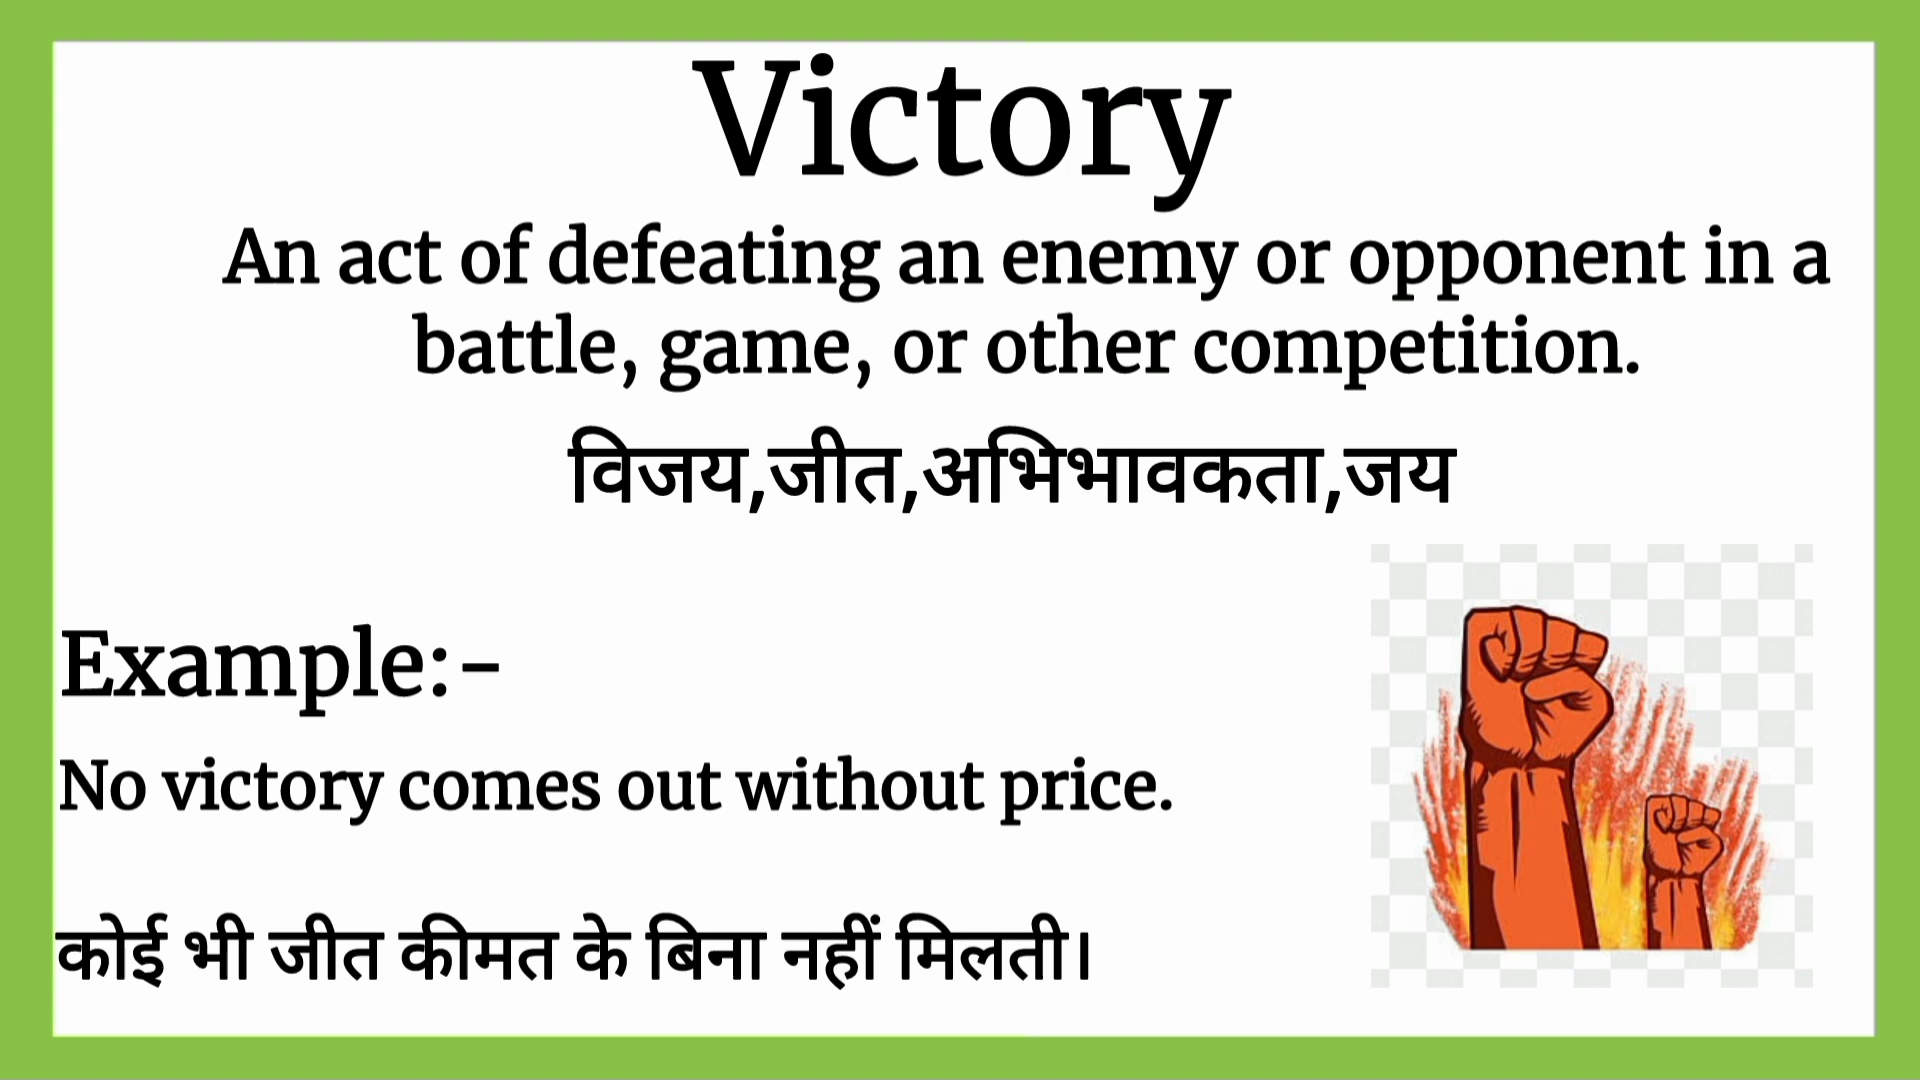 Victory
An act of defeating an enemy or opponent in a
battle, game, or other competition.
विजय,जीत,अभिभावकता,जय
Example:-
No victory comes out without price.
कोई भी जीत कीमत के बिना नहीं मिलती।